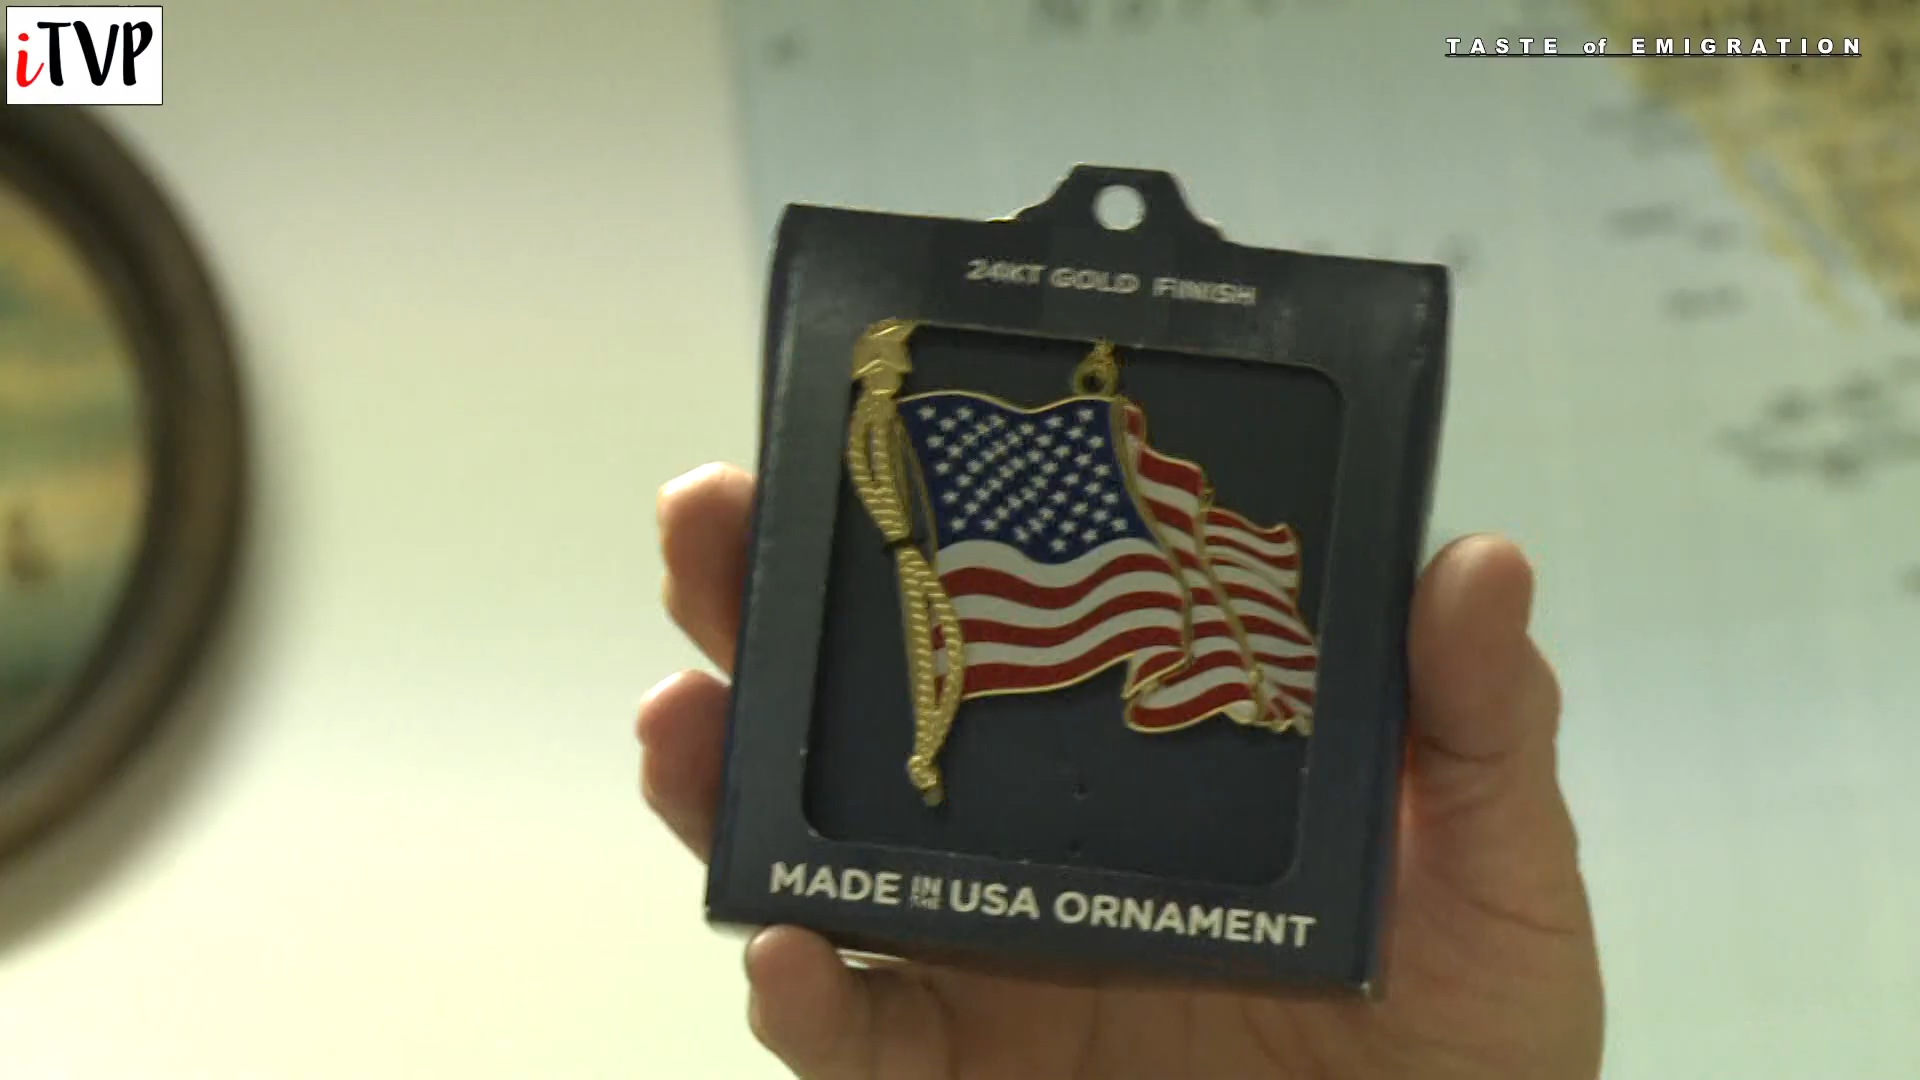 iTVP
TASTE of EMIGRATION
24KT GOLD FINISH
MADE IN THE USA ORNAMENT